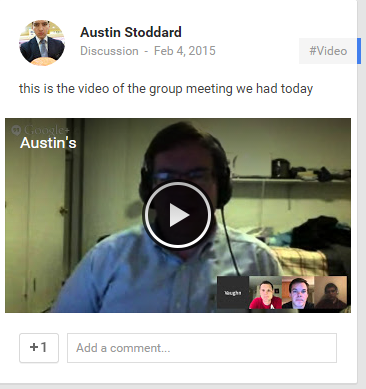 Austin Stoddard
Discussion - Feb 4, 2015
#Video
this is the video of the group meeting we had today
Google+
Austin's
Vaughn
+1
Add a comment...